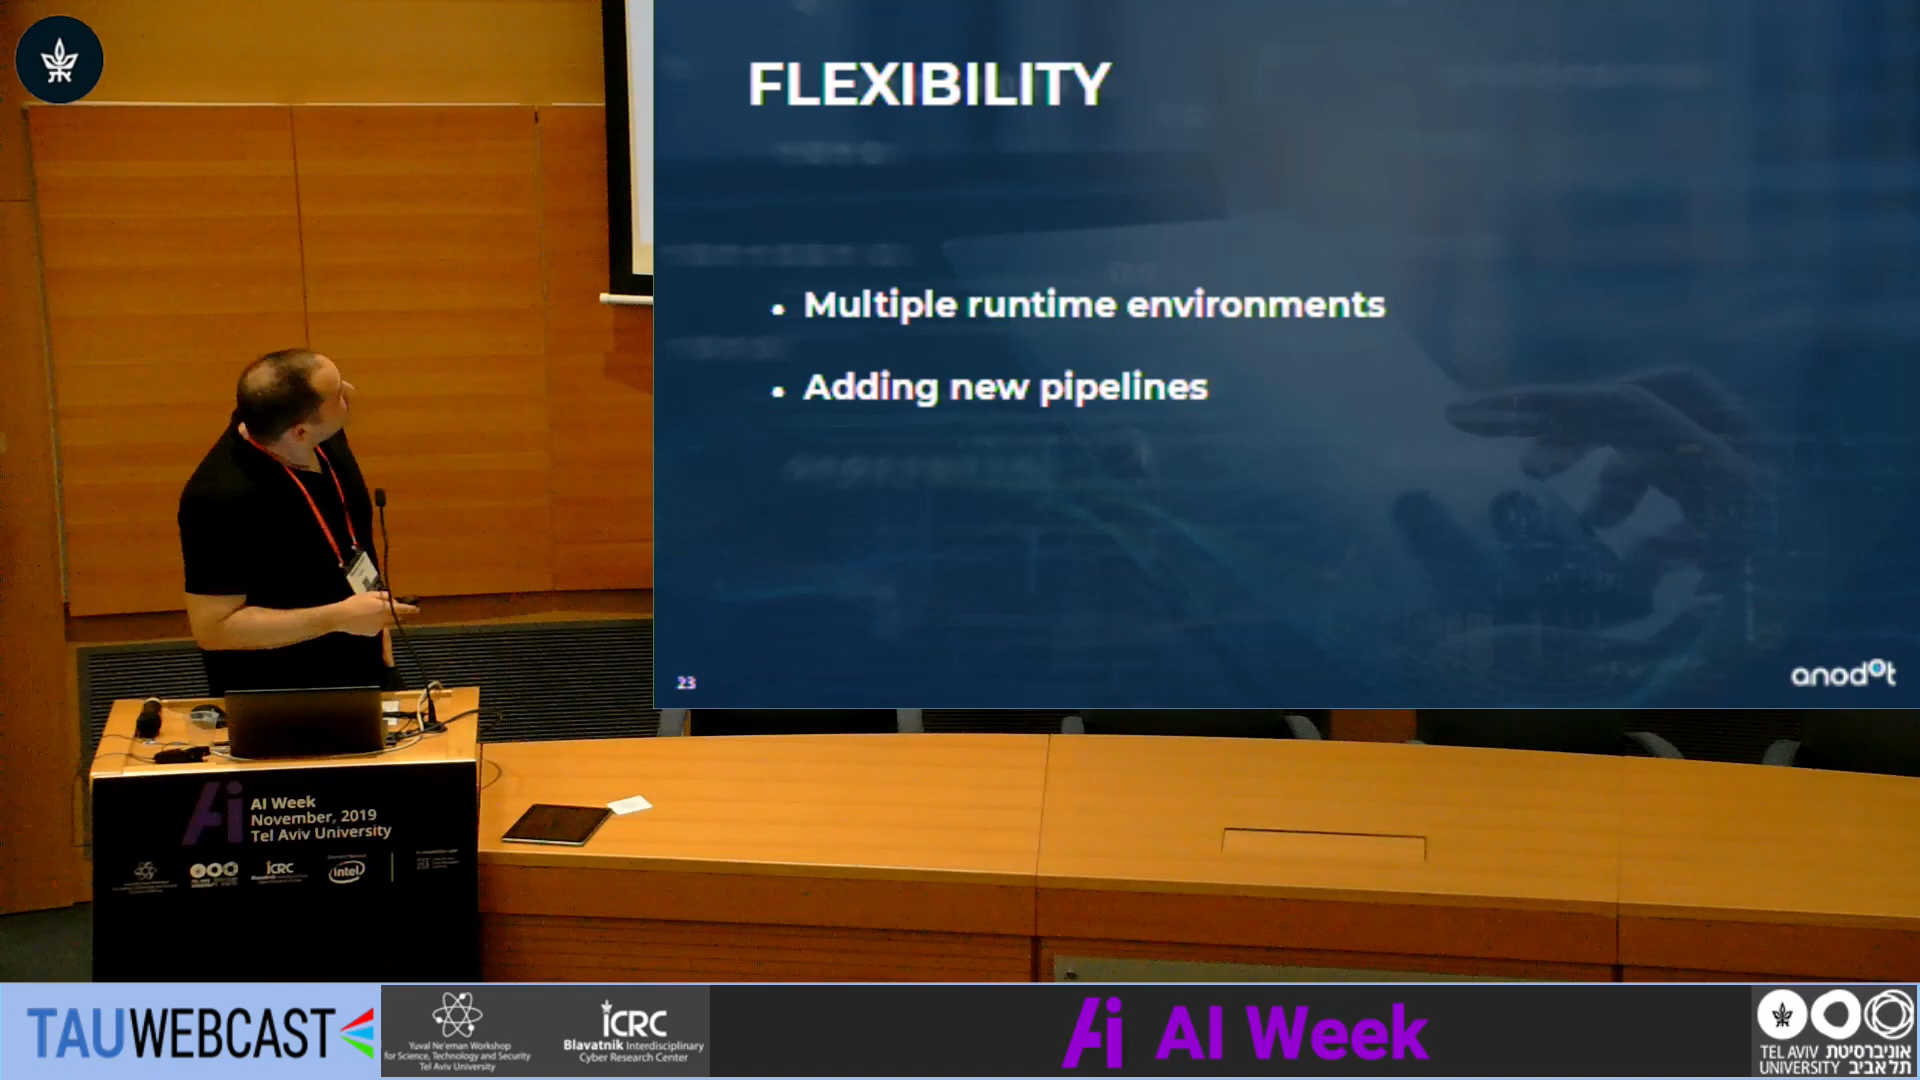 FLEXIBILITY
• Multiple runtime environments
• Adding new pipelines
23
anodot
Ai
AI Week
November, 2019
Tel Aviv University
ICRC
intel
TAUWEBCAST
Yuval Ne'eman Workshop
for Science, Technology and Security
Tel Aviv University
ICRC
Blavatnik Interdisciplinary
Cyber Research Center
Ai AI Week
TEL AVIV אוניברסיטת
UNIVERSITY תל אביב